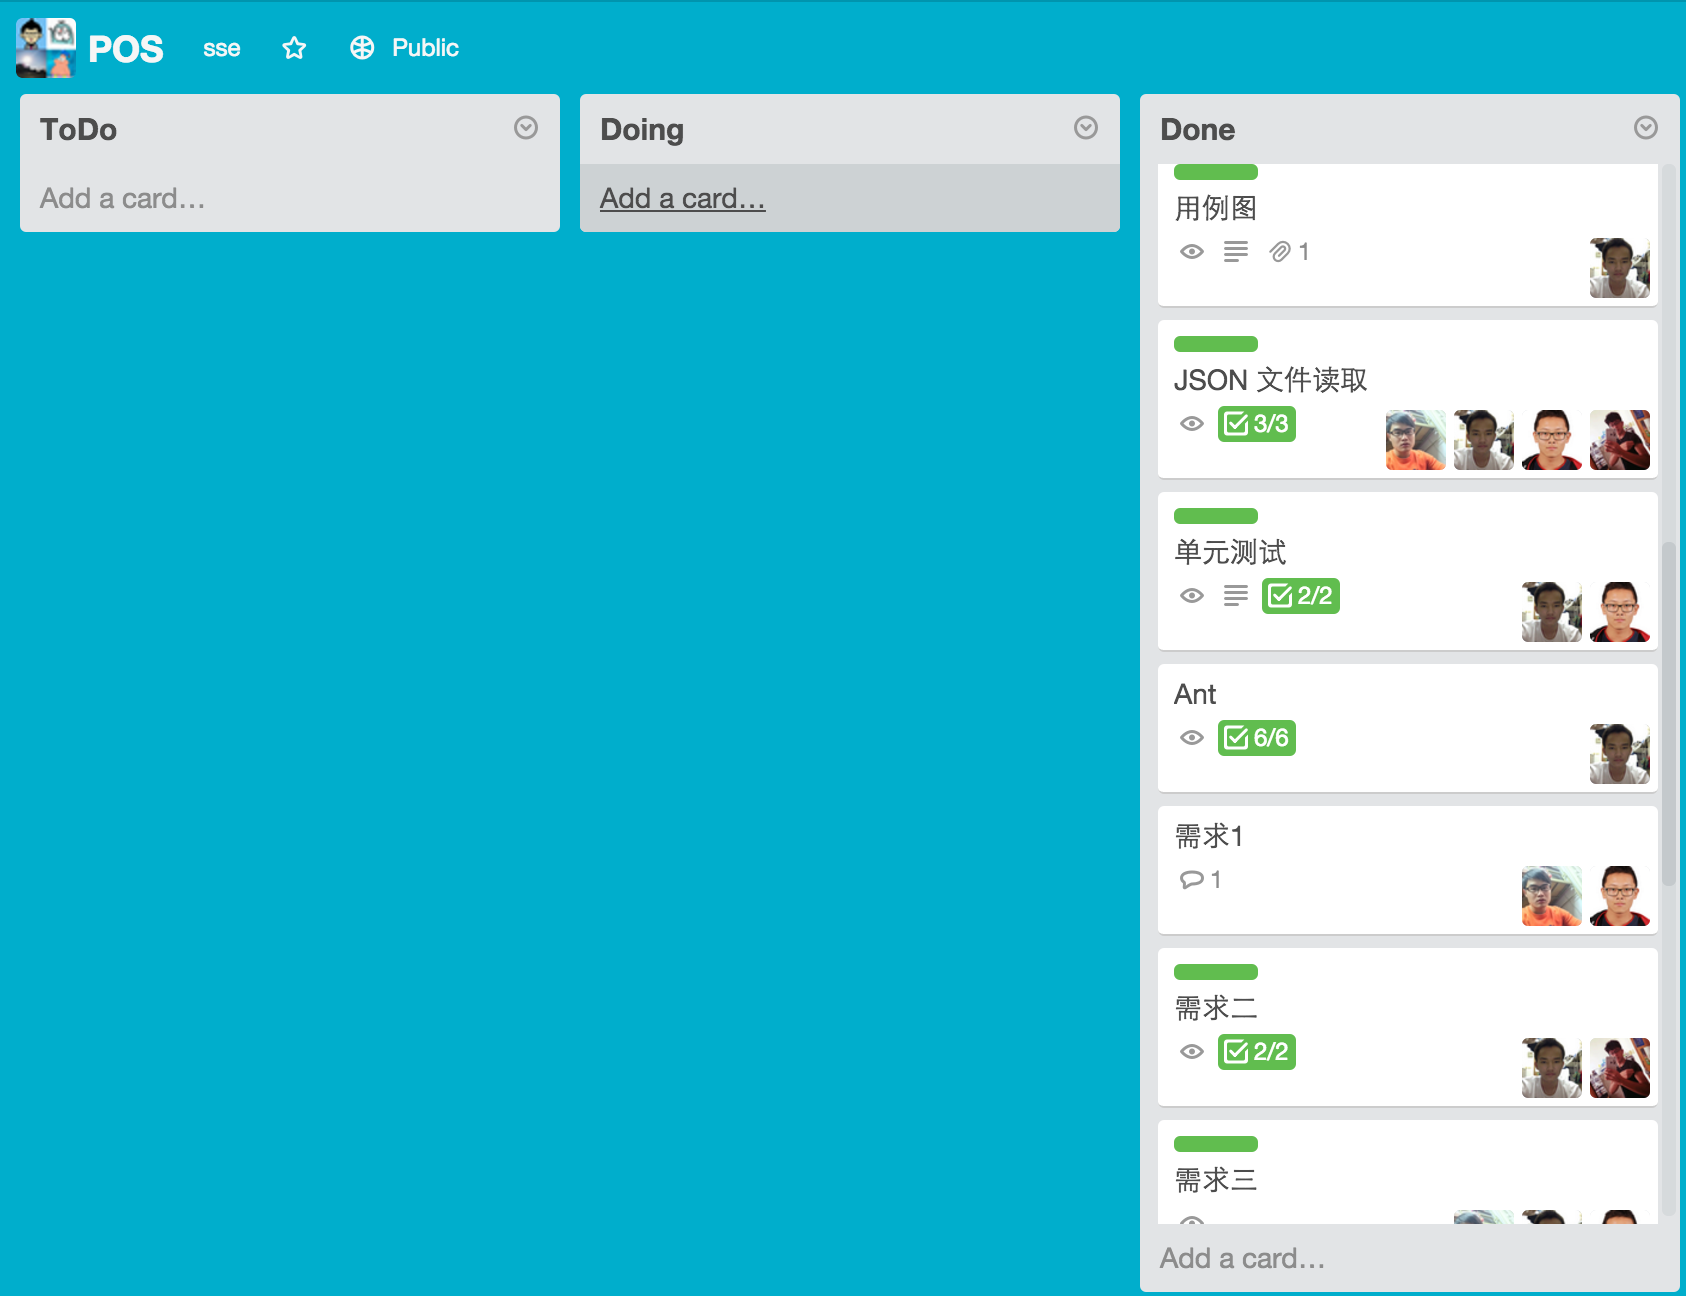 POS sse Public
ToDo
Add a card…
Doing
Add a card…
Done
用例图
1
JSON 文件读取
3/3
单元测试
2/2
Ant
6/6
需求1
1
需求二
2/2
需求三
Add a card…